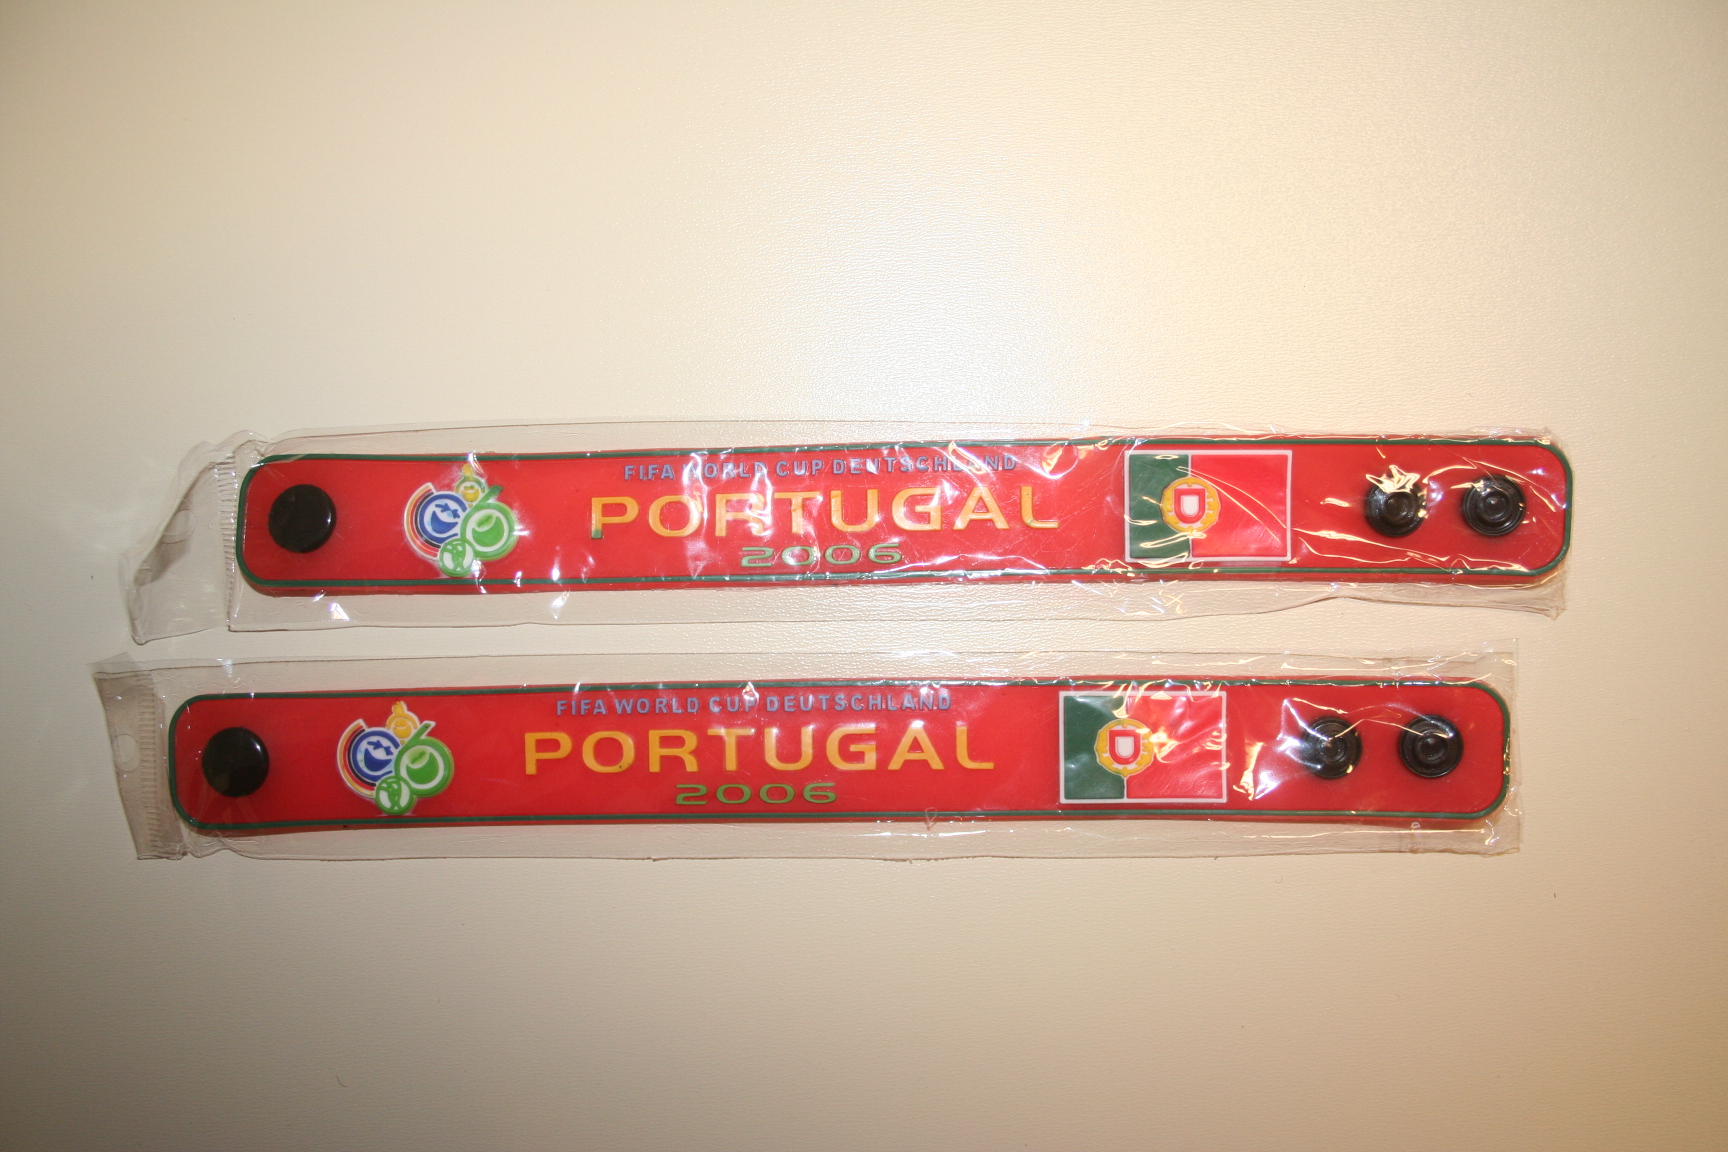 FIFA WORLD CUP DEUTSCHLAND
PORTUGAL
2006
FIFA WORLD CUP DEUTSCHLAND
PORTUGAL
2006